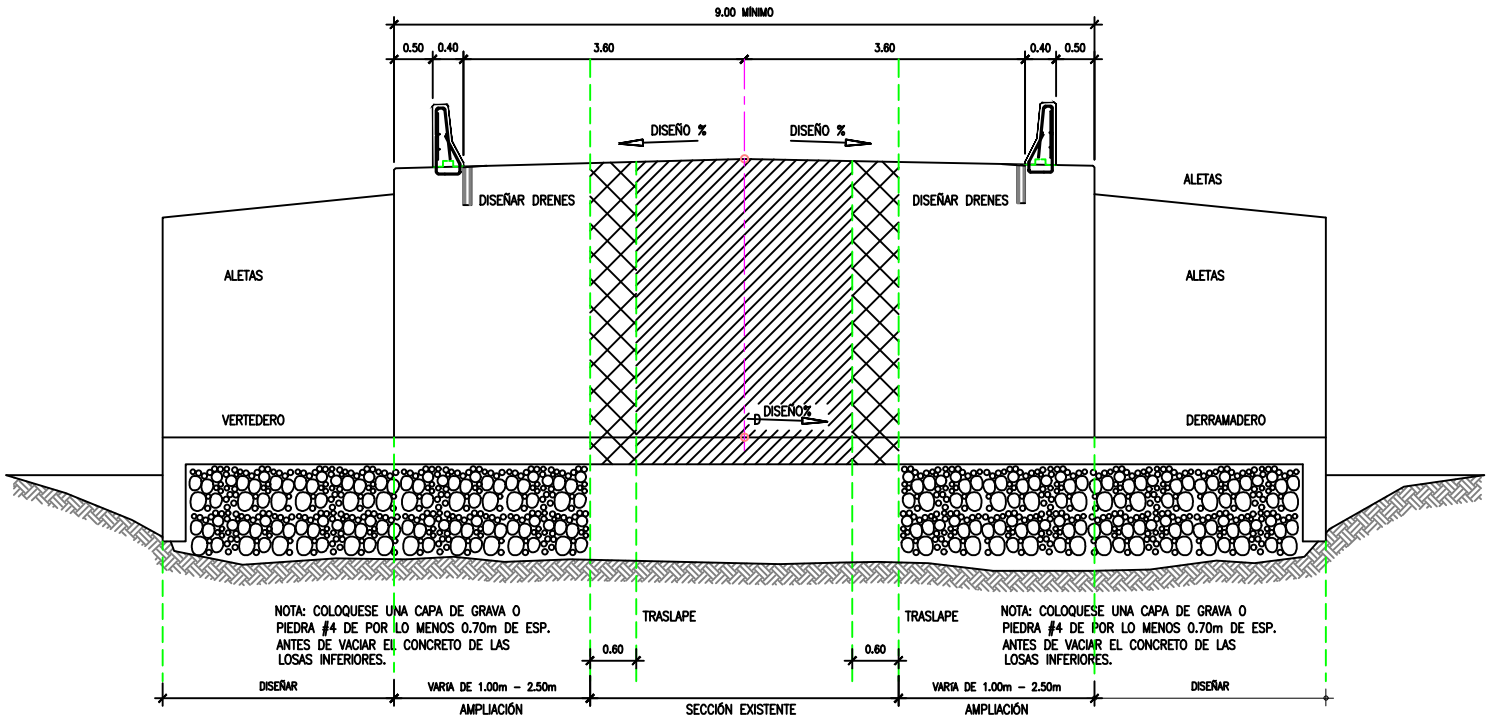 9.00 MÍNIMO
0.50 0.40 3.60 3.60 0.40 0.50
DISEÑO % DISEÑO %
ALETAS
DISEÑAR DRENES DISEÑAR DRENES
ALETAS ALETAS
DISEÑO%
D
VERTEDERO DERRAMADERO
NOTA: COLOQUESE UNA CAPA DE GRAVA O
PIEDRA #4 DE POR LO MENOS 0.70m DE ESP.
ANTES DE VACIAR EL CONCRETO DE LAS
LOSAS INFERIORES.
TRASLAPE TRASLAPE
NOTA: COLOQUESE UNA CAPA DE GRAVA O
PIEDRA #4 DE POR LO MENOS 0.70m DE ESP.
ANTES DE VACIAR EL CONCRETO DE LAS
LOSAS INFERIORES.
0.60 0.60
DISEÑAR VARÍA DE 1.00m - 2.50m VARÍA DE 1.00m - 2.50m DISEÑAR
AMPLIACIÓN SECCIÓN EXISTENTE AMPLIACIÓN